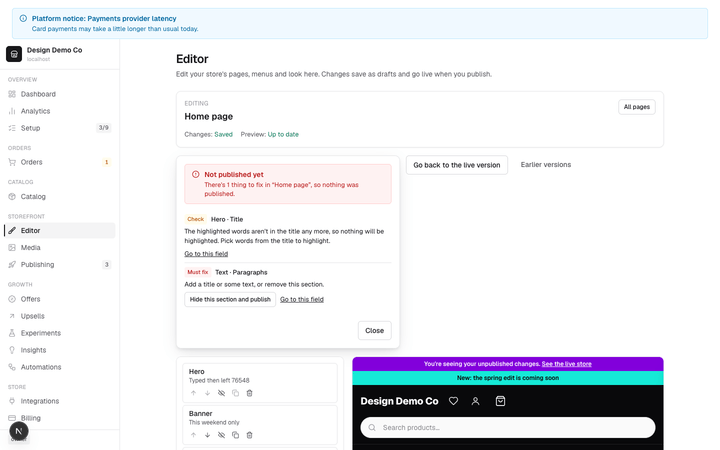 Platform notice: Payments provider latency
Card payments may take a little longer than usual today.
Design Demo Co
localhost
OVERVIEW
Dashboard
Analytics
Setup 3/9
ORDERS
Orders 1
CATALOG
Catalog
STOREFRONT
Editor
Media
Publishing 3
GROWTH
Offers
Upsells
Experiments
Insights
Automations
STORE
Integrations
Billing
N
Editor
Edit your store's pages, menus and look here. Changes save as drafts and go live when you publish.
EDITING
Home page
All pages
Changes: Saved Preview: Up to date
Not published yet
There's 1 thing to fix in "Home page", so nothing was
published.
Check Hero · Title
The highlighted words aren't in the title any more, so nothing will be
highlighted. Pick words from the title to highlight.
Go to this field
Must fix Text · Paragraphs
Add a title or some text, or remove this section.
Hide this section and publish Go to this field
Close
Go back to the live version Earlier versions
Hero
Typed then left 76548
Banner
This weekend only
You're seeing your unpublished changes. See the live store
New: the spring edit is coming soon
Design Demo Co
Search products...